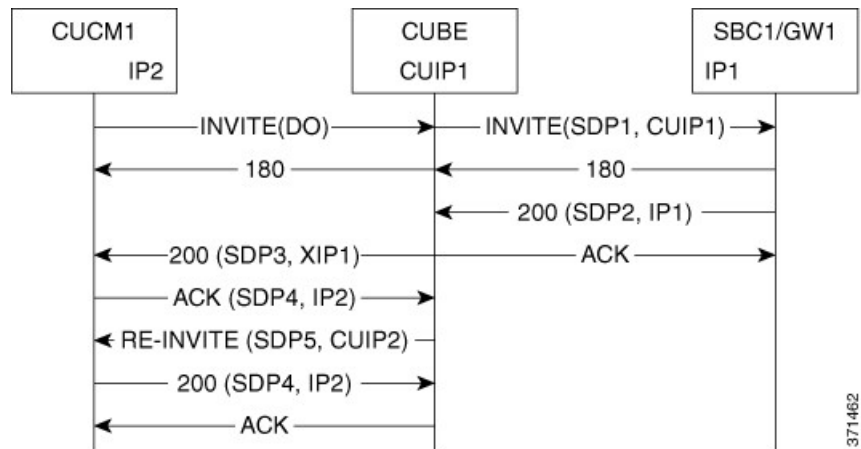 CUCM1 CUBE SBC1/GW1
IP2 CUIP1 IP1
INVITE(DO) INVITE(SDP1, CUIP1)
180 180
200 (SDP2, IP1)
200 (SDP3, XIP1) ACK
ACK (SDP4, IP2)
RE-INVITE (SDP5, CUIP2)
200 (SDP4, IP2)
ACK
371462